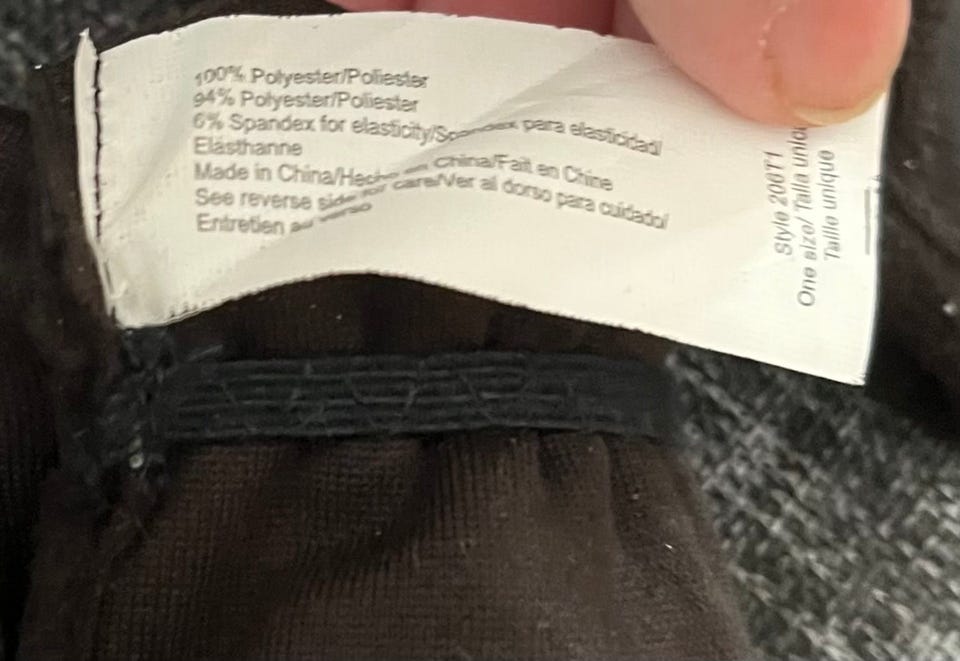 100% Polyester/Poliester
94% Polyester/Poliester
6% Spandex for elasticity/Spandex para elasticidad/
Elásthanne
Made in China/Hecho en China/Fait en Chine
See reverse side for care/Ver al dorso para cuidado/
Entretien au verso
Style 206T1
One size/ Talla unica
Taille unique